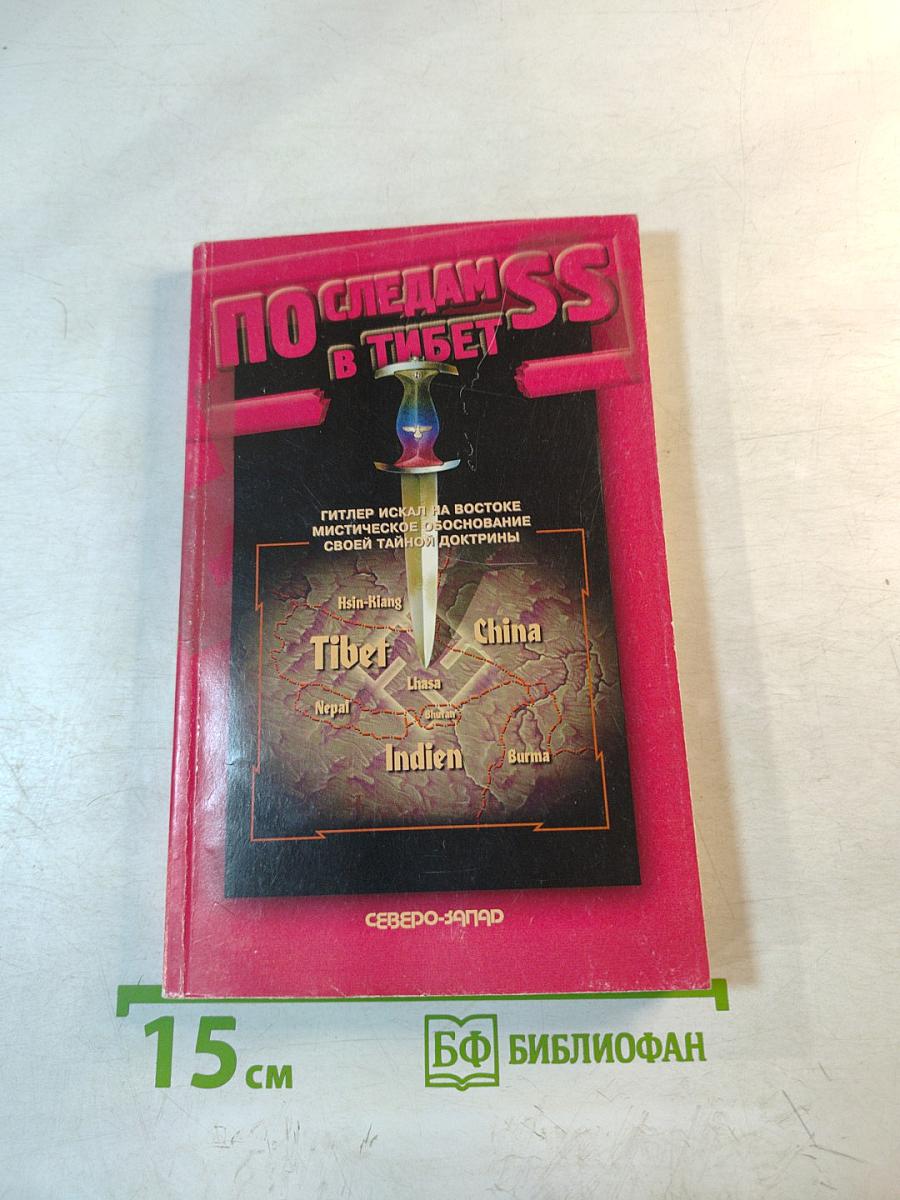 ПО СЛЕДАМ SS
В ТИБЕТ
ГИТЛЕР ИСКАЛ НА ВОСТОКЕ
МИСТИЧЕСКОЕ ОБОСНОВАНИЕ
СВОЕЙ ТАЙНОЙ ДОКТРИНЫ
Hsin-Kiang
China
Tibet
Lhasa
Nepal
Bhutan
Indien
Burma
СЕВЕРО-ЗАПАД
15 см
БФ БИБЛИОФАН